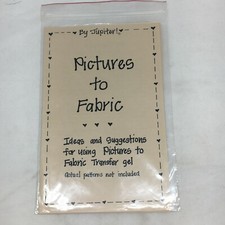 By Jupiter!
Pictures
to
Fabric
Ideas and Suggestions
for using Pictures to
Fabric Transfer gel
actual pictures not included